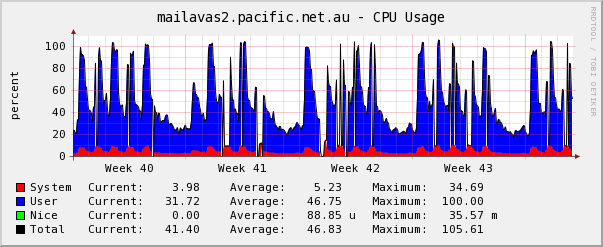 mailavas2.pacific.net.au - CPU Usage
RRDTOOL / TOBI OETIKER
percent
100
80
60
40
20
0
Week 40 Week 41 Week 42 Week 43
System Current: 3.98 Average: 5.23 Maximum: 34.69
User Current: 31.72 Average: 46.75 Maximum: 100.00
Nice Current: 0.00 Average: 88.85 u Maximum: 35.57 m
Total Current: 41.40 Average: 46.83 Maximum: 105.61